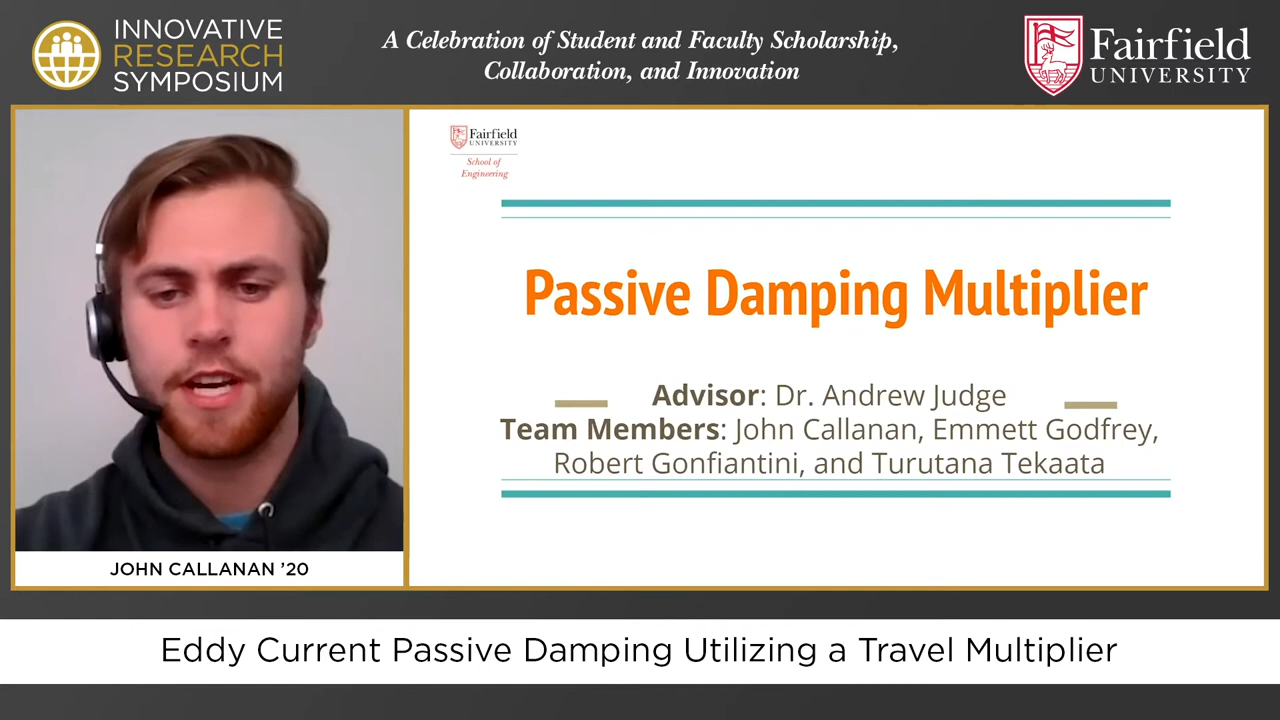 INNOVATIVE
RESEARCH
SYMPOSIUM
A Celebration of Student and Faculty Scholarship,
Collaboration, and Innovation
Fairfield
UNIVERSITY
Fairfield
UNIVERSITY
School of
Engineering
Passive Damping Multiplier
Advisor: Dr. Andrew Judge
Team Members: John Callanan, Emmett Godfrey,
Robert Gonfiantini, and Turutana Tekaata
JOHN CALLANAN ’20
Eddy Current Passive Damping Utilizing a Travel Multiplier